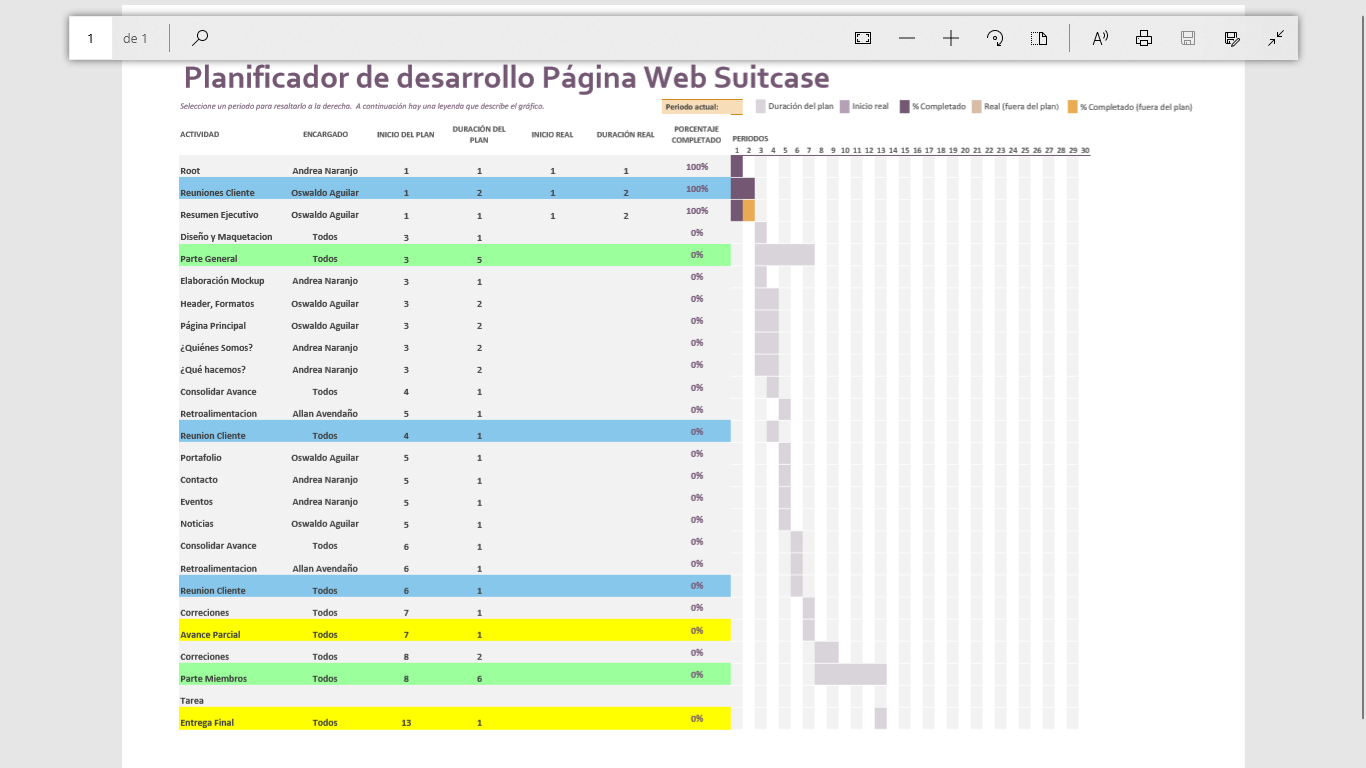 1 de 1
Planificador de desarrollo Página Web Suitcase
Seleccione un periodo para resaltarlo a la derecha. A continuación hay una leyenda que describe el gráfico.
Periodo actual: Duración del plan Inicio real % Completado Real (fuera del plan) % Completado (fuera del plan)
ACTIVIDAD ENCARGADO INICIO DEL PLAN DURACIÓN DEL PLAN INICIO REAL DURACIÓN REAL PORCENTAJE COMPLETADO PERIODOS
1 2 3 4 5 6 7 8 9 10 11 12 13 14 15 16 17 18 19 20 21 22 23 24 25 26 27 28 29 30
Root Andrea Naranjo 1 1 1 1 100%
Reuniones Cliente Oswaldo Aguilar 1 2 1 2 100%
Resumen Ejecutivo Oswaldo Aguilar 1 1 1 2 100%
Diseño y Maquetacion Todos 3 1 0%
Parte General Todos 3 5 0%
Elaboración Mockup Andrea Naranjo 3 1 0%
Header, Formatos Oswaldo Aguilar 3 2 0%
Página Principal Oswaldo Aguilar 3 2 0%
¿Quiénes Somos? Andrea Naranjo 3 2 0%
¿Qué hacemos? Andrea Naranjo 3 2 0%
Consolidar Avance Todos 4 1 0%
Retroalimentacion Allan Avendaño 5 1 0%
Reunion Cliente Todos 4 1 0%
Portafolio Oswaldo Aguilar 5 1 0%
Contacto Andrea Naranjo 5 1 0%
Eventos Andrea Naranjo 5 1 0%
Noticias Oswaldo Aguilar 5 1 0%
Consolidar Avance Todos 6 1 0%
Retroalimentacion Allan Avendaño 6 1 0%
Reunion Cliente Todos 6 1 0%
Correciones Todos 7 1 0%
Avance Parcial Todos 7 1 0%
Correciones Todos 8 2 0%
Parte Miembros Todos 8 6 0%
Tarea
Entrega Final Todos 13 1 0%